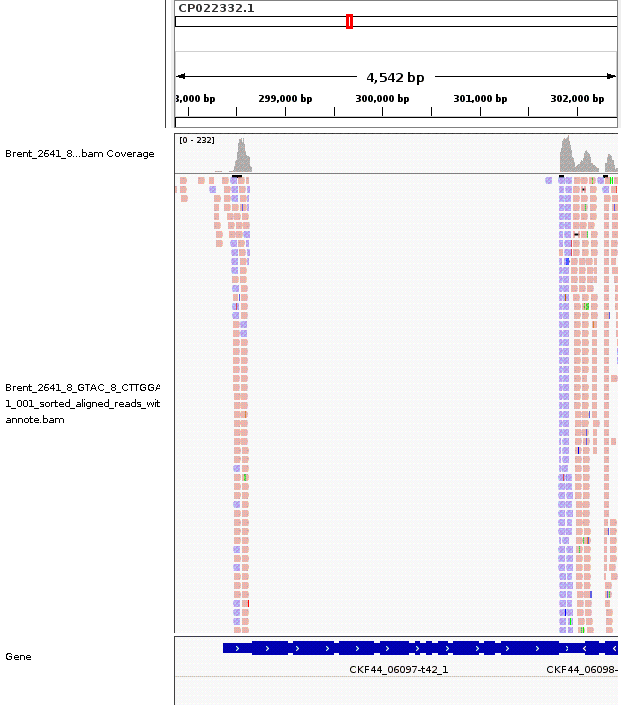 CP022332.1
4,542 bp
3,000 bp 299,000 bp 300,000 bp 301,000 bp 302,000 bp
[0 - 232]
Brent_2641_8...bam Coverage
Brent_2641_8_GTAC_8_CTTGGA
1_001_sorted_aligned_reads_wit
annote.bam
Gene
CKF44_06097-t42_1 CKF44_06098-